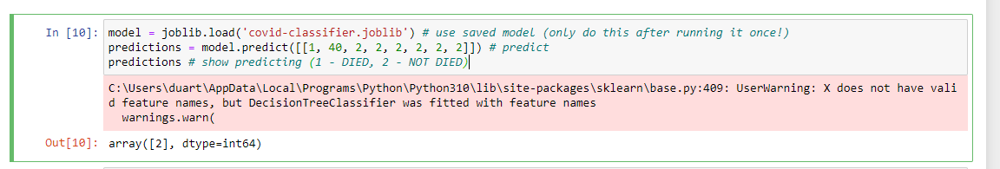 In [10]: model = joblib.load('covid-classifier.joblib') # use saved model (only do this after running it once!)
predictions = model.predict([[1, 40, 2, 2, 2, 2, 2, 2]]) # predict
predictions # show predicting (1 - DIED, 2 - NOT DIED)
C:\Users\duart\AppData\Local\Programs\Python\Python310\lib\site-packages\sklearn\base.py:409: UserWarning: X does not have vali
d feature names, but DecisionTreeClassifier was fitted with feature names
warnings.warn(
Out[10]: array([2], dtype=int64)